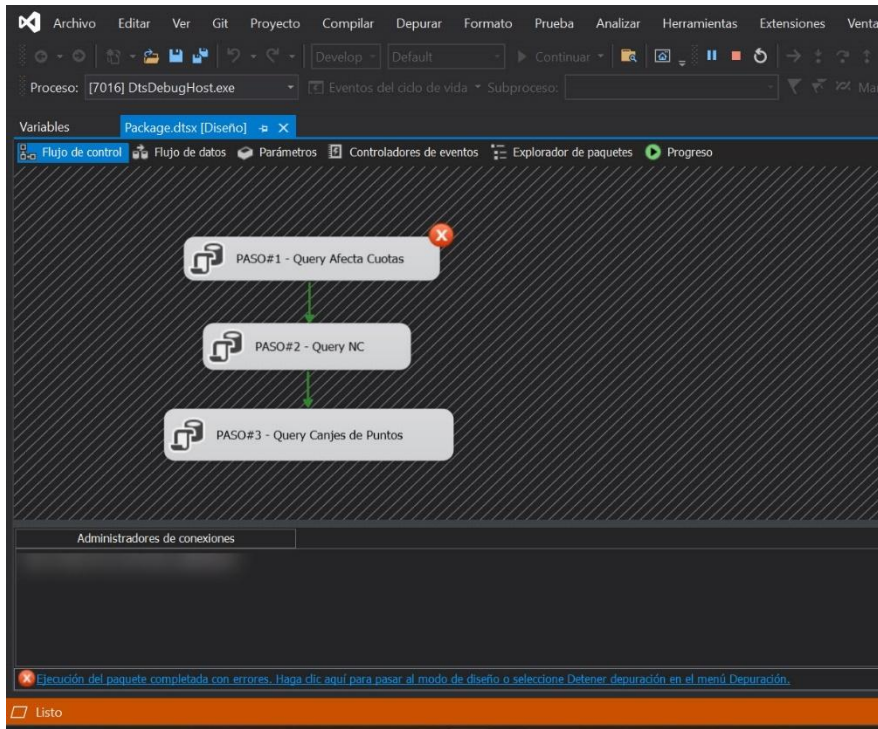 Archivo Editar Ver Git Proyecto Compilar Depurar Formato Prueba Analizar Herramientas Extensiones
Develop Default Continuar
Proceso: [7016] DtsDebugHost.exe Eventos del ciclo de vida Subproceso:
Variables Package.dtsx [Diseño]
Flujo de control Flujo de datos Parámetros Controladores de eventos Explorador de paquetes Progreso
PASO#1 - Query Afecta Cuotas
PASO#2 - Query NC
PASO#3 - Query Canjes de Puntos
Administradores de conexiones
Ejecución del paquete completada con errores. Haga clic aquí para pasar al modo de diseño o seleccione Detener depuración en el menú Depuración.
Listo